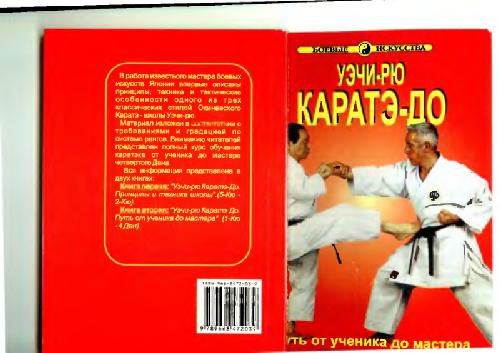 В работе известного мастера боевых
искусств Японии впервые описаны
принципы, техника и тактические
особенности одного из трех
классических стилей Окинавского
Каратэ - школы Уэчи-рю.
Материал изложен в соответствии с
требованиями и градацией по
системе рангов. Вниманию читателей
представлен полный курс обучения
каратэка от ученика до мастера
четвертого Дана.
Вся информация представлена в
двух книгах:
Книга первая: "Уэчи-рю Каратэ-До.
Принципы и техника школы" (5-Кю -
2-Кю)
Книга вторая: "Уэчи-рю Каратэ-До.
Путь от ученика до мастера" (1-Кю
- 4 Дан).
БОЕВЫЕ ИСКУССТВА
УЭЧИ-РЮ
КАРАТЭ-ДО
уть от ученика до мастера